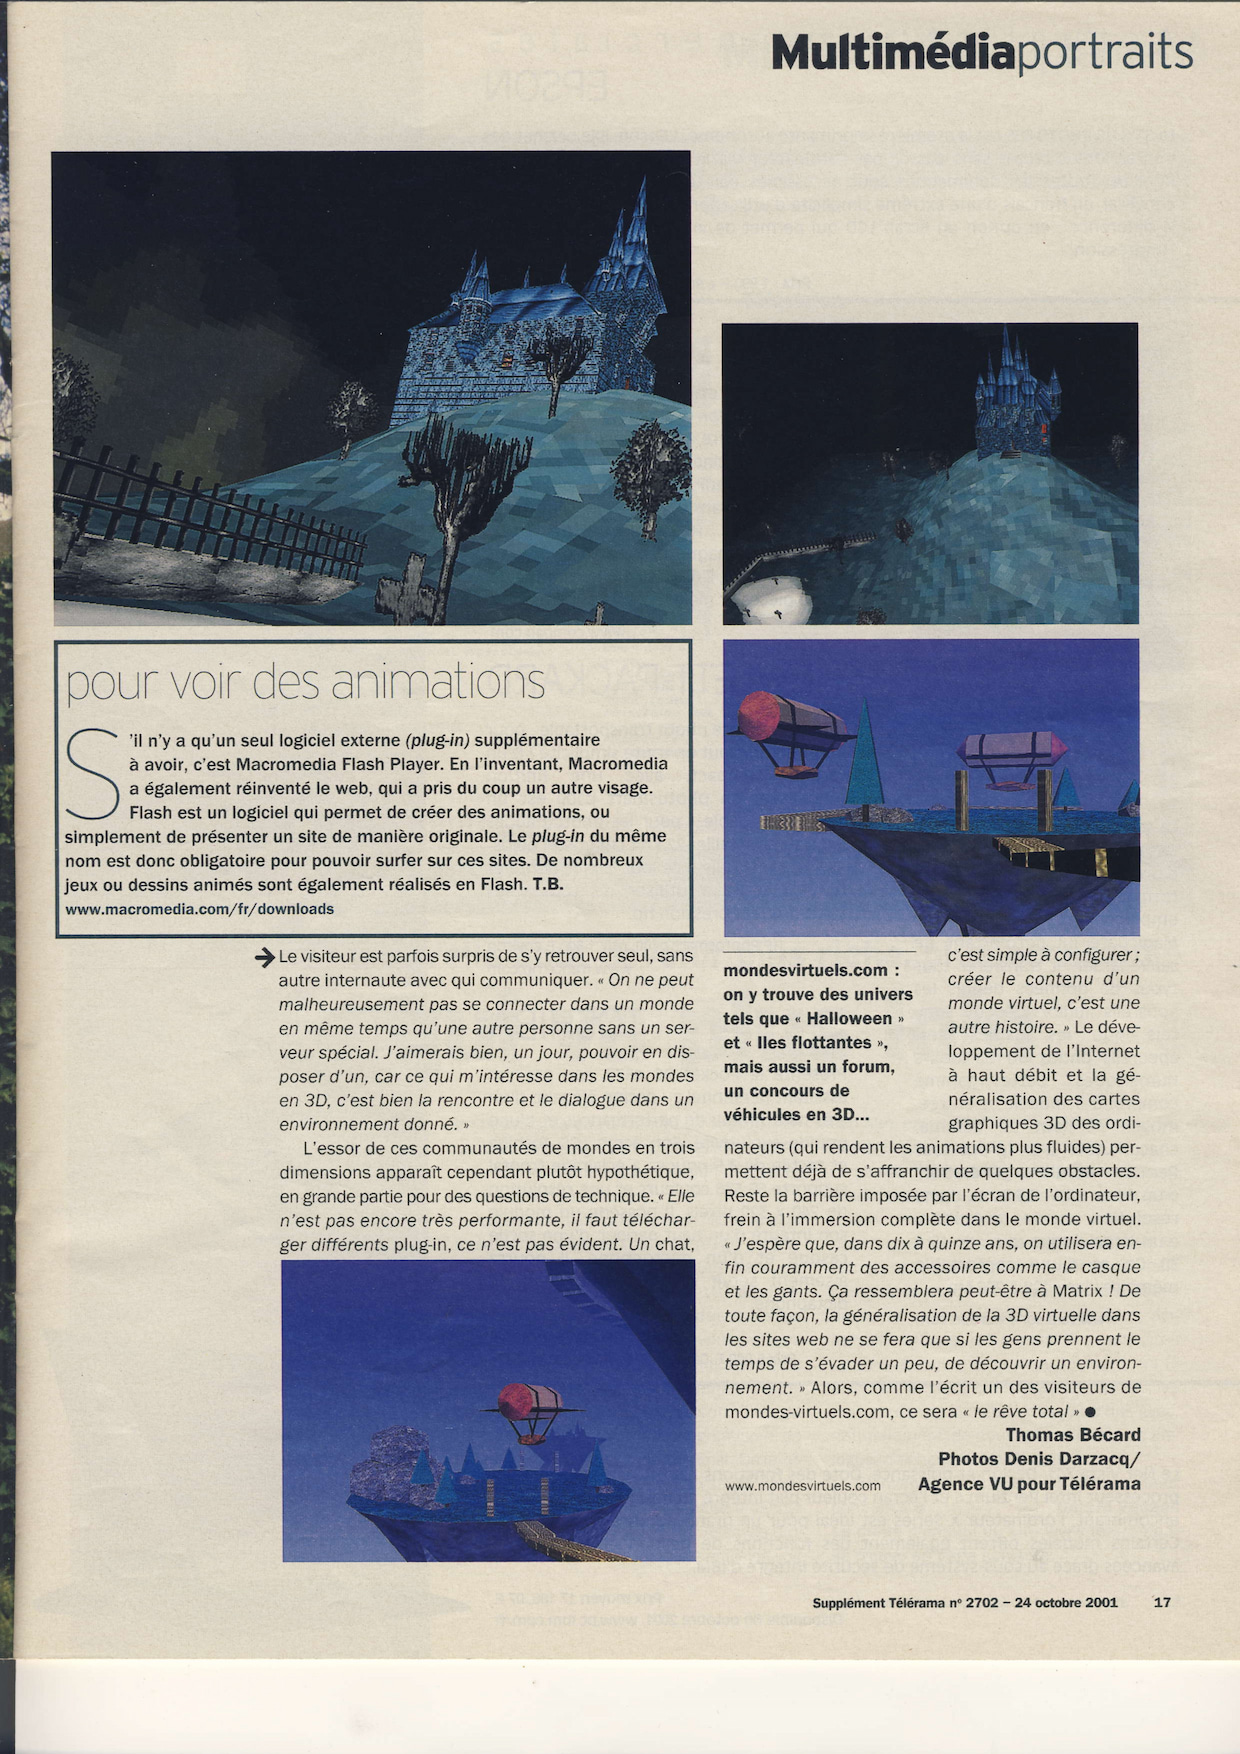 Multimédiaportraits
pour voir des animations
S'il n'y a qu'un seul logiciel externe (plug-in) supplémentaire
à avoir, c'est Macromedia Flash Player. En l'inventant, Macromedia
a également réinventé le web, qui a pris du coup un autre visage.
Flash est un logiciel qui permet de créer des animations, ou
simplement de présenter un site de manière originale. Le plug-in du même
nom est donc obligatoire pour pouvoir surfer sur ces sites. De nombreux
jeux ou dessins animés sont également réalisés en Flash. T.B.
www.macromedia.com/fr/downloads
→ Le visiteur est parfois surpris de s'y retrouver seul, sans
autre internaute avec qui communiquer. « On ne peut
malheureusement pas se connecter dans un monde
en même temps qu'une autre personne sans un ser-
veur spécial. J'aimerais bien, un jour, pouvoir en dis-
poser d'un, car ce qui m'intéresse dans les mondes
en 3D, c'est bien la rencontre et le dialogue dans un
environnement donné. »
L'essor de ces communautés de mondes en trois
dimensions apparaît cependant plutôt hypothétique,
en grande partie pour des questions de technique. « Elle
n'est pas encore très performante, il faut téléchar-
ger différents plug-in, ce n'est pas évident. Un chat,
mondesvirtuels.com :
on y trouve des univers
tels que « Halloween »
et « Iles flottantes »,
mais aussi un forum,
un concours de
véhicules en 3D...
c'est simple à configurer ;
créer le contenu d'un
monde virtuel, c'est une
autre histoire. » Le déve-
loppement de l'Internet
à haut débit et la gé-
néralisation des cartes
graphiques 3D des ordi-
nateurs (qui rendent les animations plus fluides) per-
mettent déjà de s'affranchir de quelques obstacles.
Reste la barrière imposée par l'écran de l'ordinateur,
frein à l'immersion complète dans le monde virtuel.
« J'espère que, dans dix à quinze ans, on utilisera en-
fin couramment des accessoires comme le casque
et les gants. Ça ressemblera peut-être à Matrix ! De
toute façon, la généralisation de la 3D virtuelle dans
les sites web ne se fera que si les gens prennent le
temps de s'évader un peu, de découvrir un environ-
nement. » Alors, comme l'écrit un des visiteurs de
mondes-virtuels.com, ce sera « le rêve total » ●
Thomas Bécard
Photos Denis Darzacq/
Agence VU pour Télérama
www.mondesvirtuels.com
Supplément Télérama n° 2702 – 24 octobre 2001 17